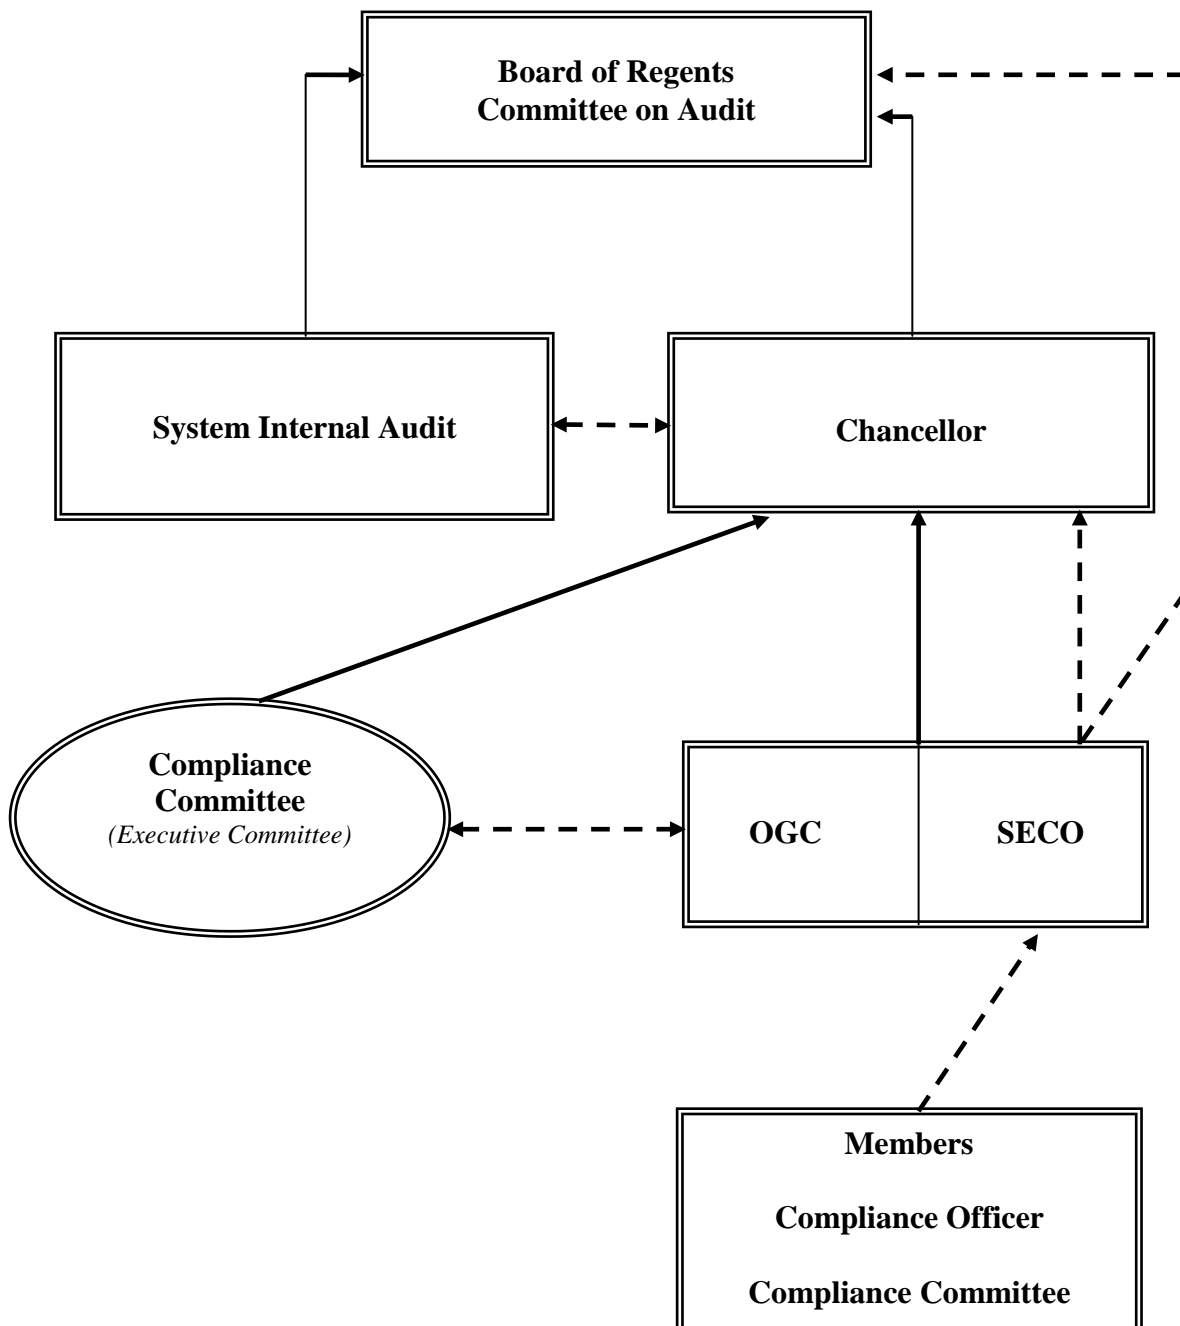 Board of Regents
Committee on Audit
System Internal Audit
Chancellor
Compliance
Committee
(Executive Committee)
OGC
SECO
Members
Compliance Officer
Compliance Committee